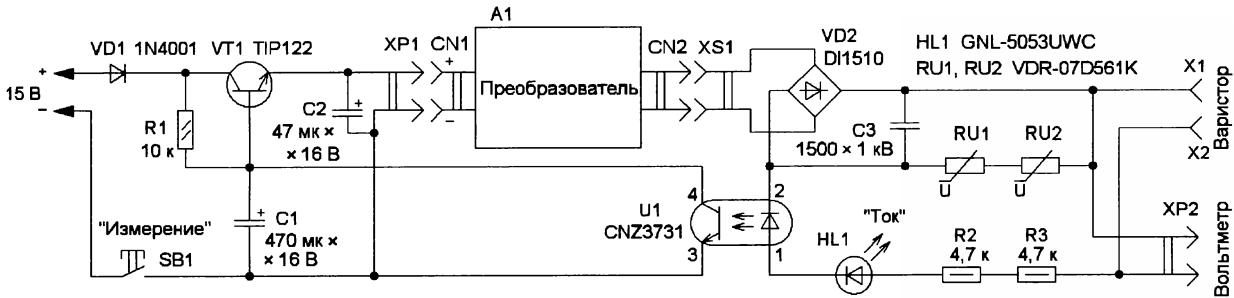 A1
VD1 1N4001
VT1 TIP122
XP1
CN1
CN2
XS1
VD2
DI1510
HL1 GNL-5053UWC
RU1, RU2 VDR-07D561K
X1
Варистор
X2
+
15 В
−
+
−
Преобразователь
R1
10 к
C2
+
47 мк ×
× 16 В
C3
1500 × 1 кВ
RU1
RU2
U
U
4
3
U1
CNZ3731
2
1
"Ток"
HL1
R2
4,7 к
R3
4,7 к
XP2
Вольтметр
"Измерение"
SB1
+
C1
470 мк ×
× 16 В